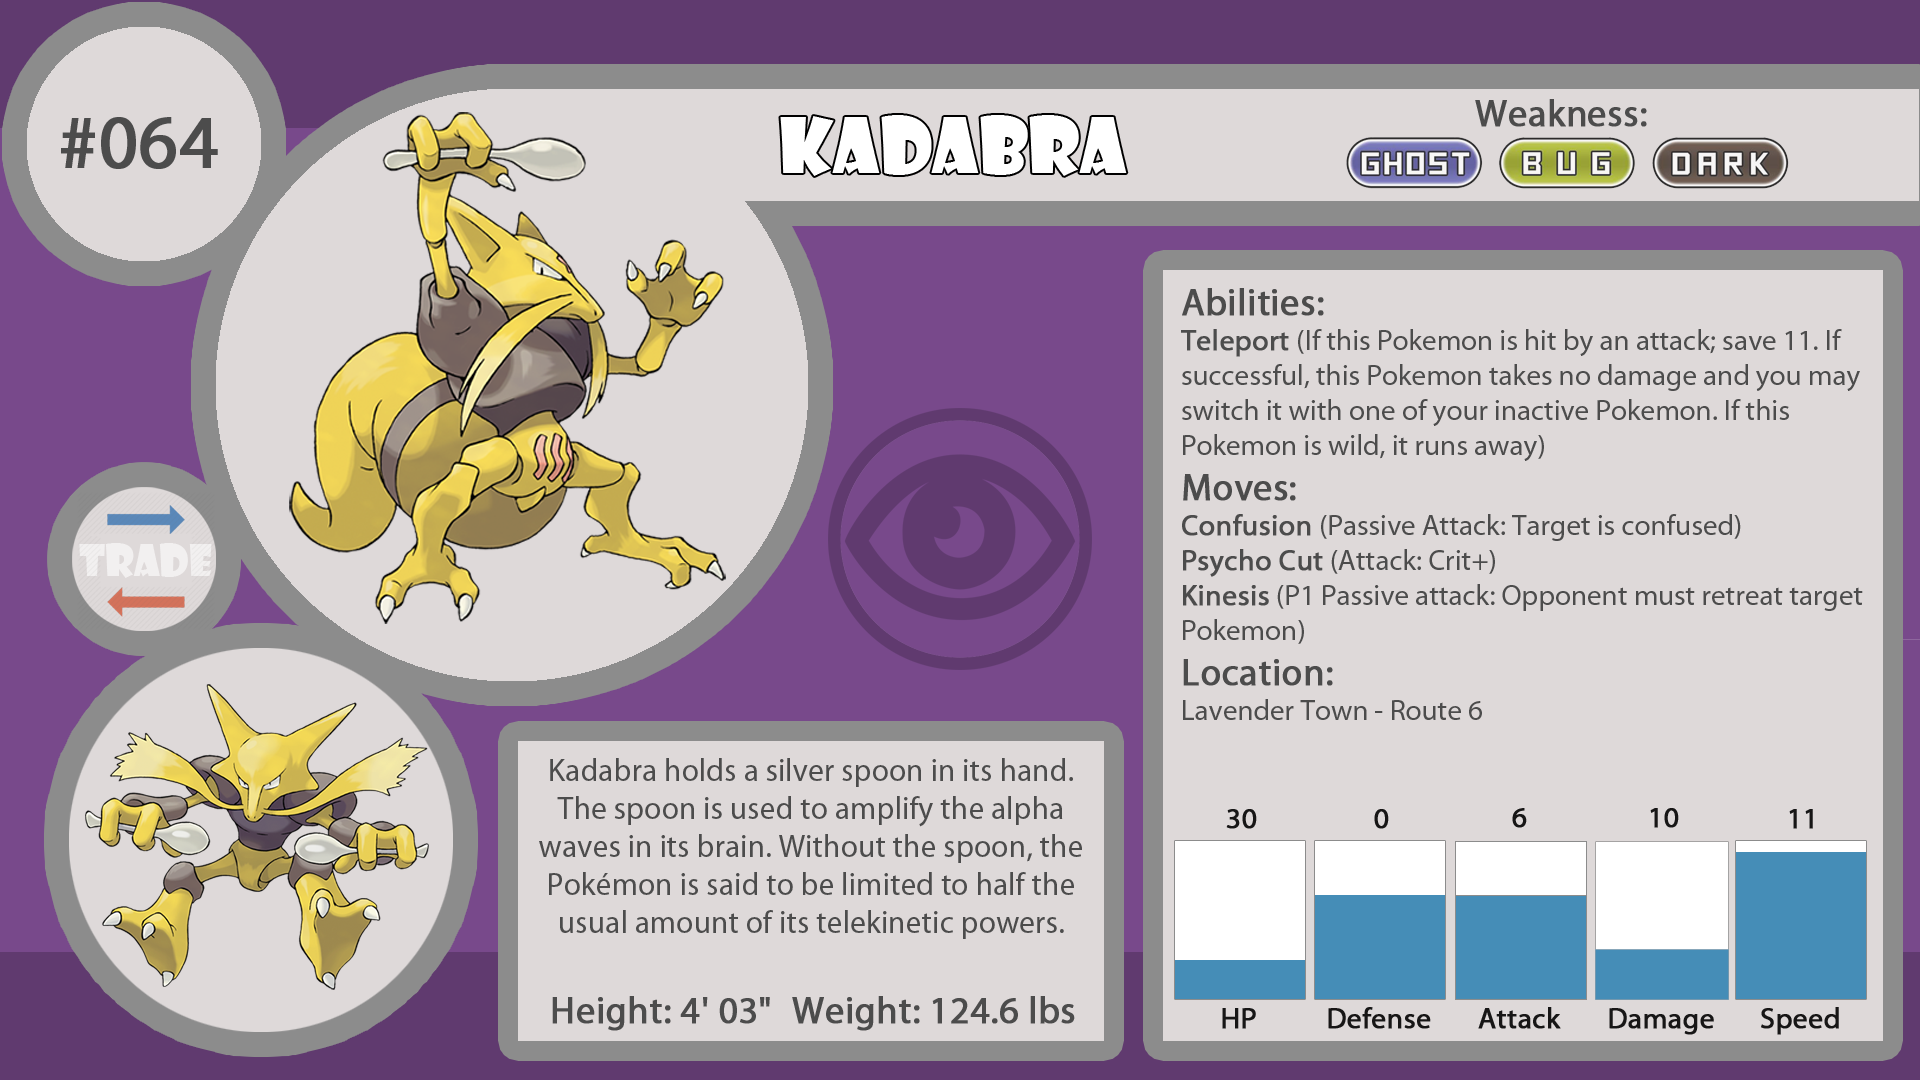 #064
KADABRA
Weakness:
GHOST BUG DARK
TRADE
Abilities:
Teleport (If this Pokemon is hit by an attack; save 11. If
successful, this Pokemon takes no damage and you may
switch it with one of your inactive Pokemon. If this
Pokemon is wild, it runs away)
Moves:
Confusion (Passive Attack: Target is confused)
Psycho Cut (Attack: Crit+)
Kinesis (P1 Passive attack: Opponent must retreat target
Pokemon)
Location:
Lavender Town - Route 6
Kadabra holds a silver spoon in its hand.
The spoon is used to amplify the alpha
waves in its brain. Without the spoon, the
Pokémon is said to be limited to half the
usual amount of its telekinetic powers.
Height: 4' 03" Weight: 124.6 lbs
30 0 6 10 11
HP Defense Attack Damage Speed